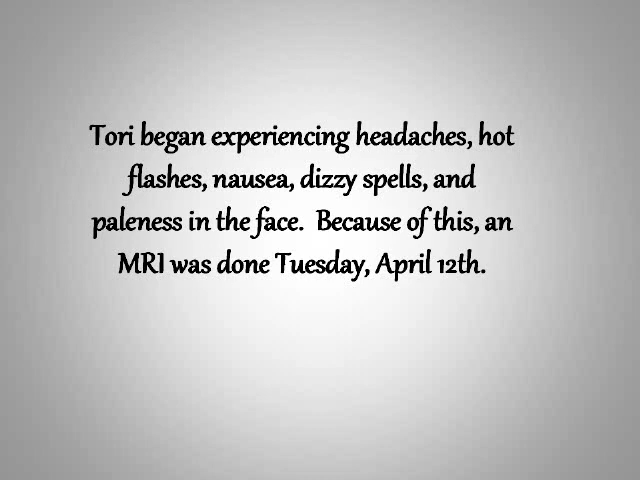 Tori began experiencing headaches, hot
flashes, nausea, dizzy spells, and
paleness in the face.  Because of this, an
MRI was done Tuesday, April 12th.